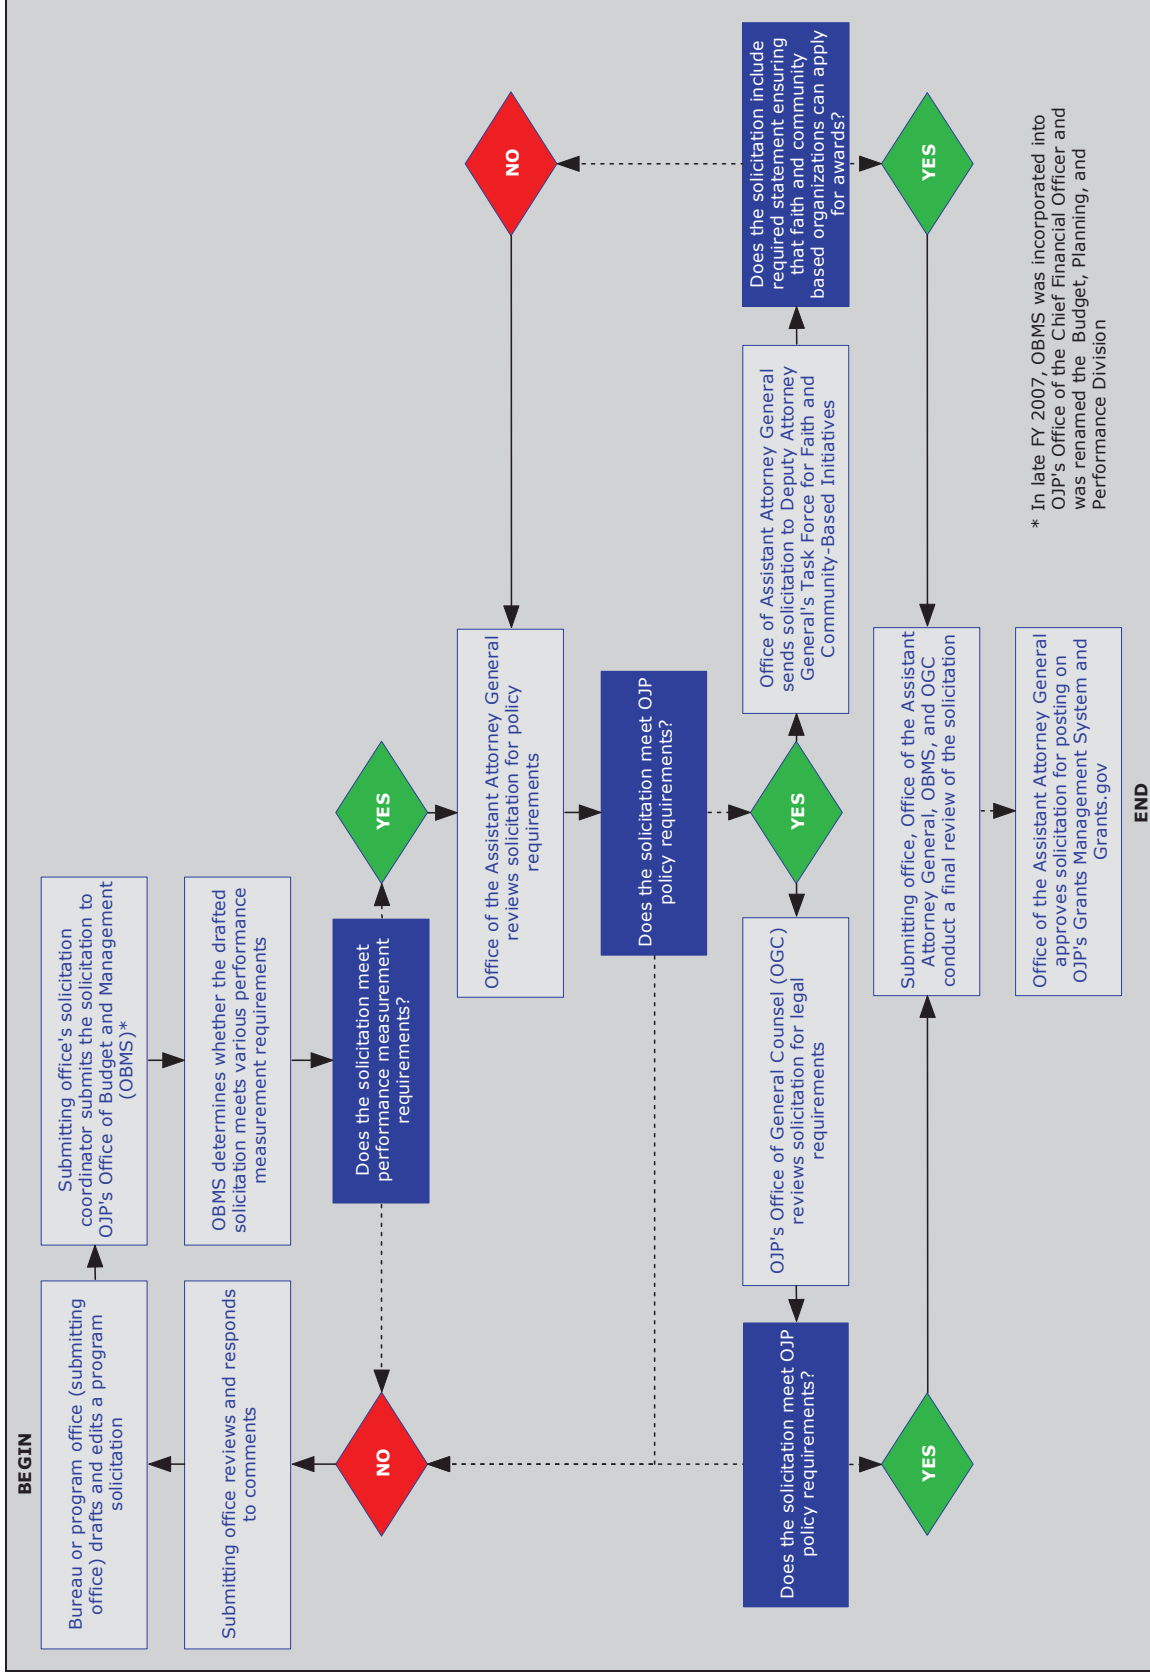 BEGIN
Bureau or program office (submitting
office) drafts and edits a program
solicitation
Submitting office's solicitation
coordinator submits the solicitation to
OJP's Office of Budget and Management
(OBMS)*
Submitting office reviews and responds
to comments
OBMS determines whether the drafted
solicitation meets various performance
measurement requirements
NO
Does the solicitation meet
performance measurement
requirements?
YES
Office of the Assistant Attorney General
reviews solicitation for policy
requirements
NO
Does the solicitation meet OJP
policy requirements?
Does the solicitation meet OJP
policy requirements?
OJP's Office of General Counsel (OGC)
reviews solicitation for legal
requirements
YES
Office of Assistant Attorney General
sends solicitation to Deputy Attorney
General's Task Force for Faith and
Community-Based Initiatives
Does the solicitation include
required statement ensuring
that faith and community
based organizations can apply
for awards?
YES
Submitting office, Office of the Assistant
Attorney General, OBMS, and OGC
conduct a final review of the solicitation
YES
Office of the Assistant Attorney General
approves solicitation for posting on
OJP's Grants Management System and
Grants.gov
END
* In late FY 2007, OBMS was incorporated into
OJP's Office of the Chief Financial Officer and
was renamed the Budget, Planning, and
Performance Division